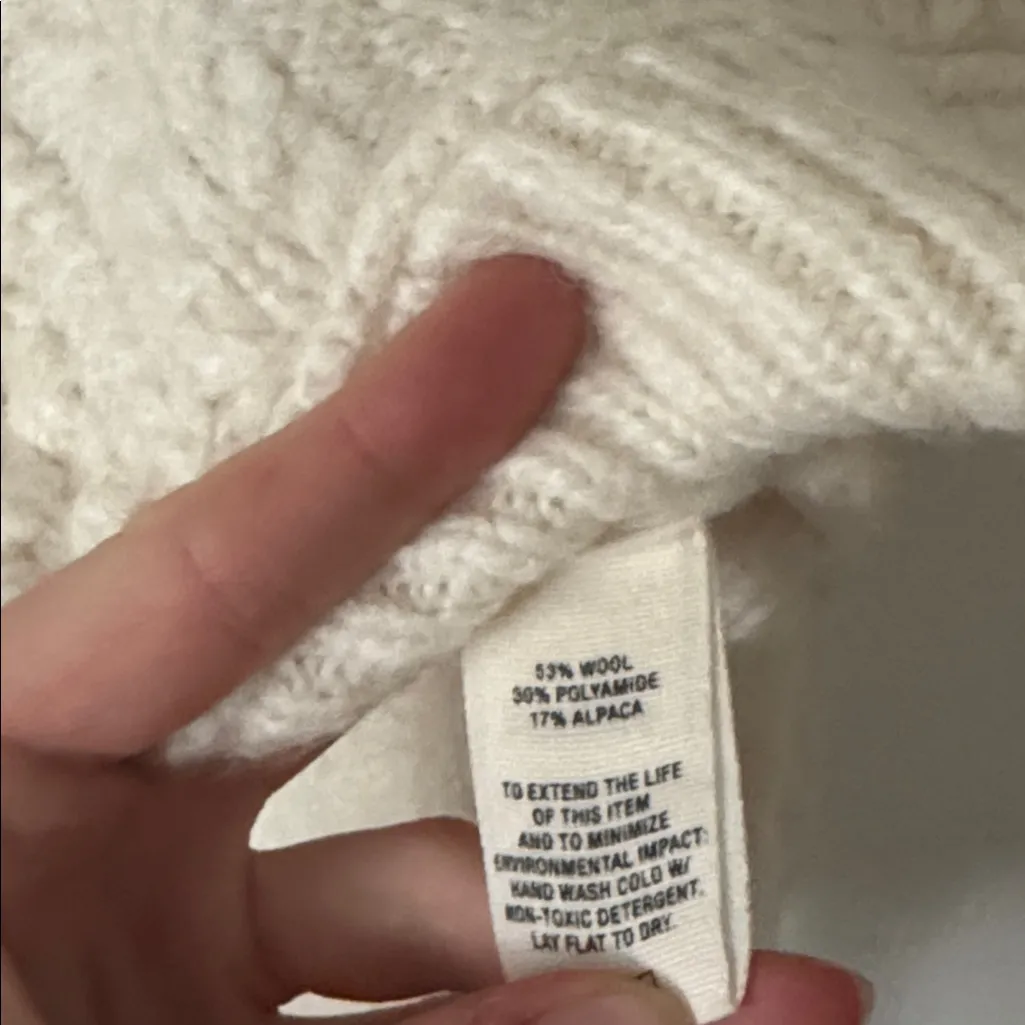 53% WOOL
30% POLYAMIDE
17% ALPACA
TO EXTEND THE LIFE
OF THIS ITEM
AND TO MINIMIZE
ENVIRONMENTAL IMPACT:
HAND WASH COLD W/
NON-TOXIC DETERGENT.
LAY FLAT TO DRY.